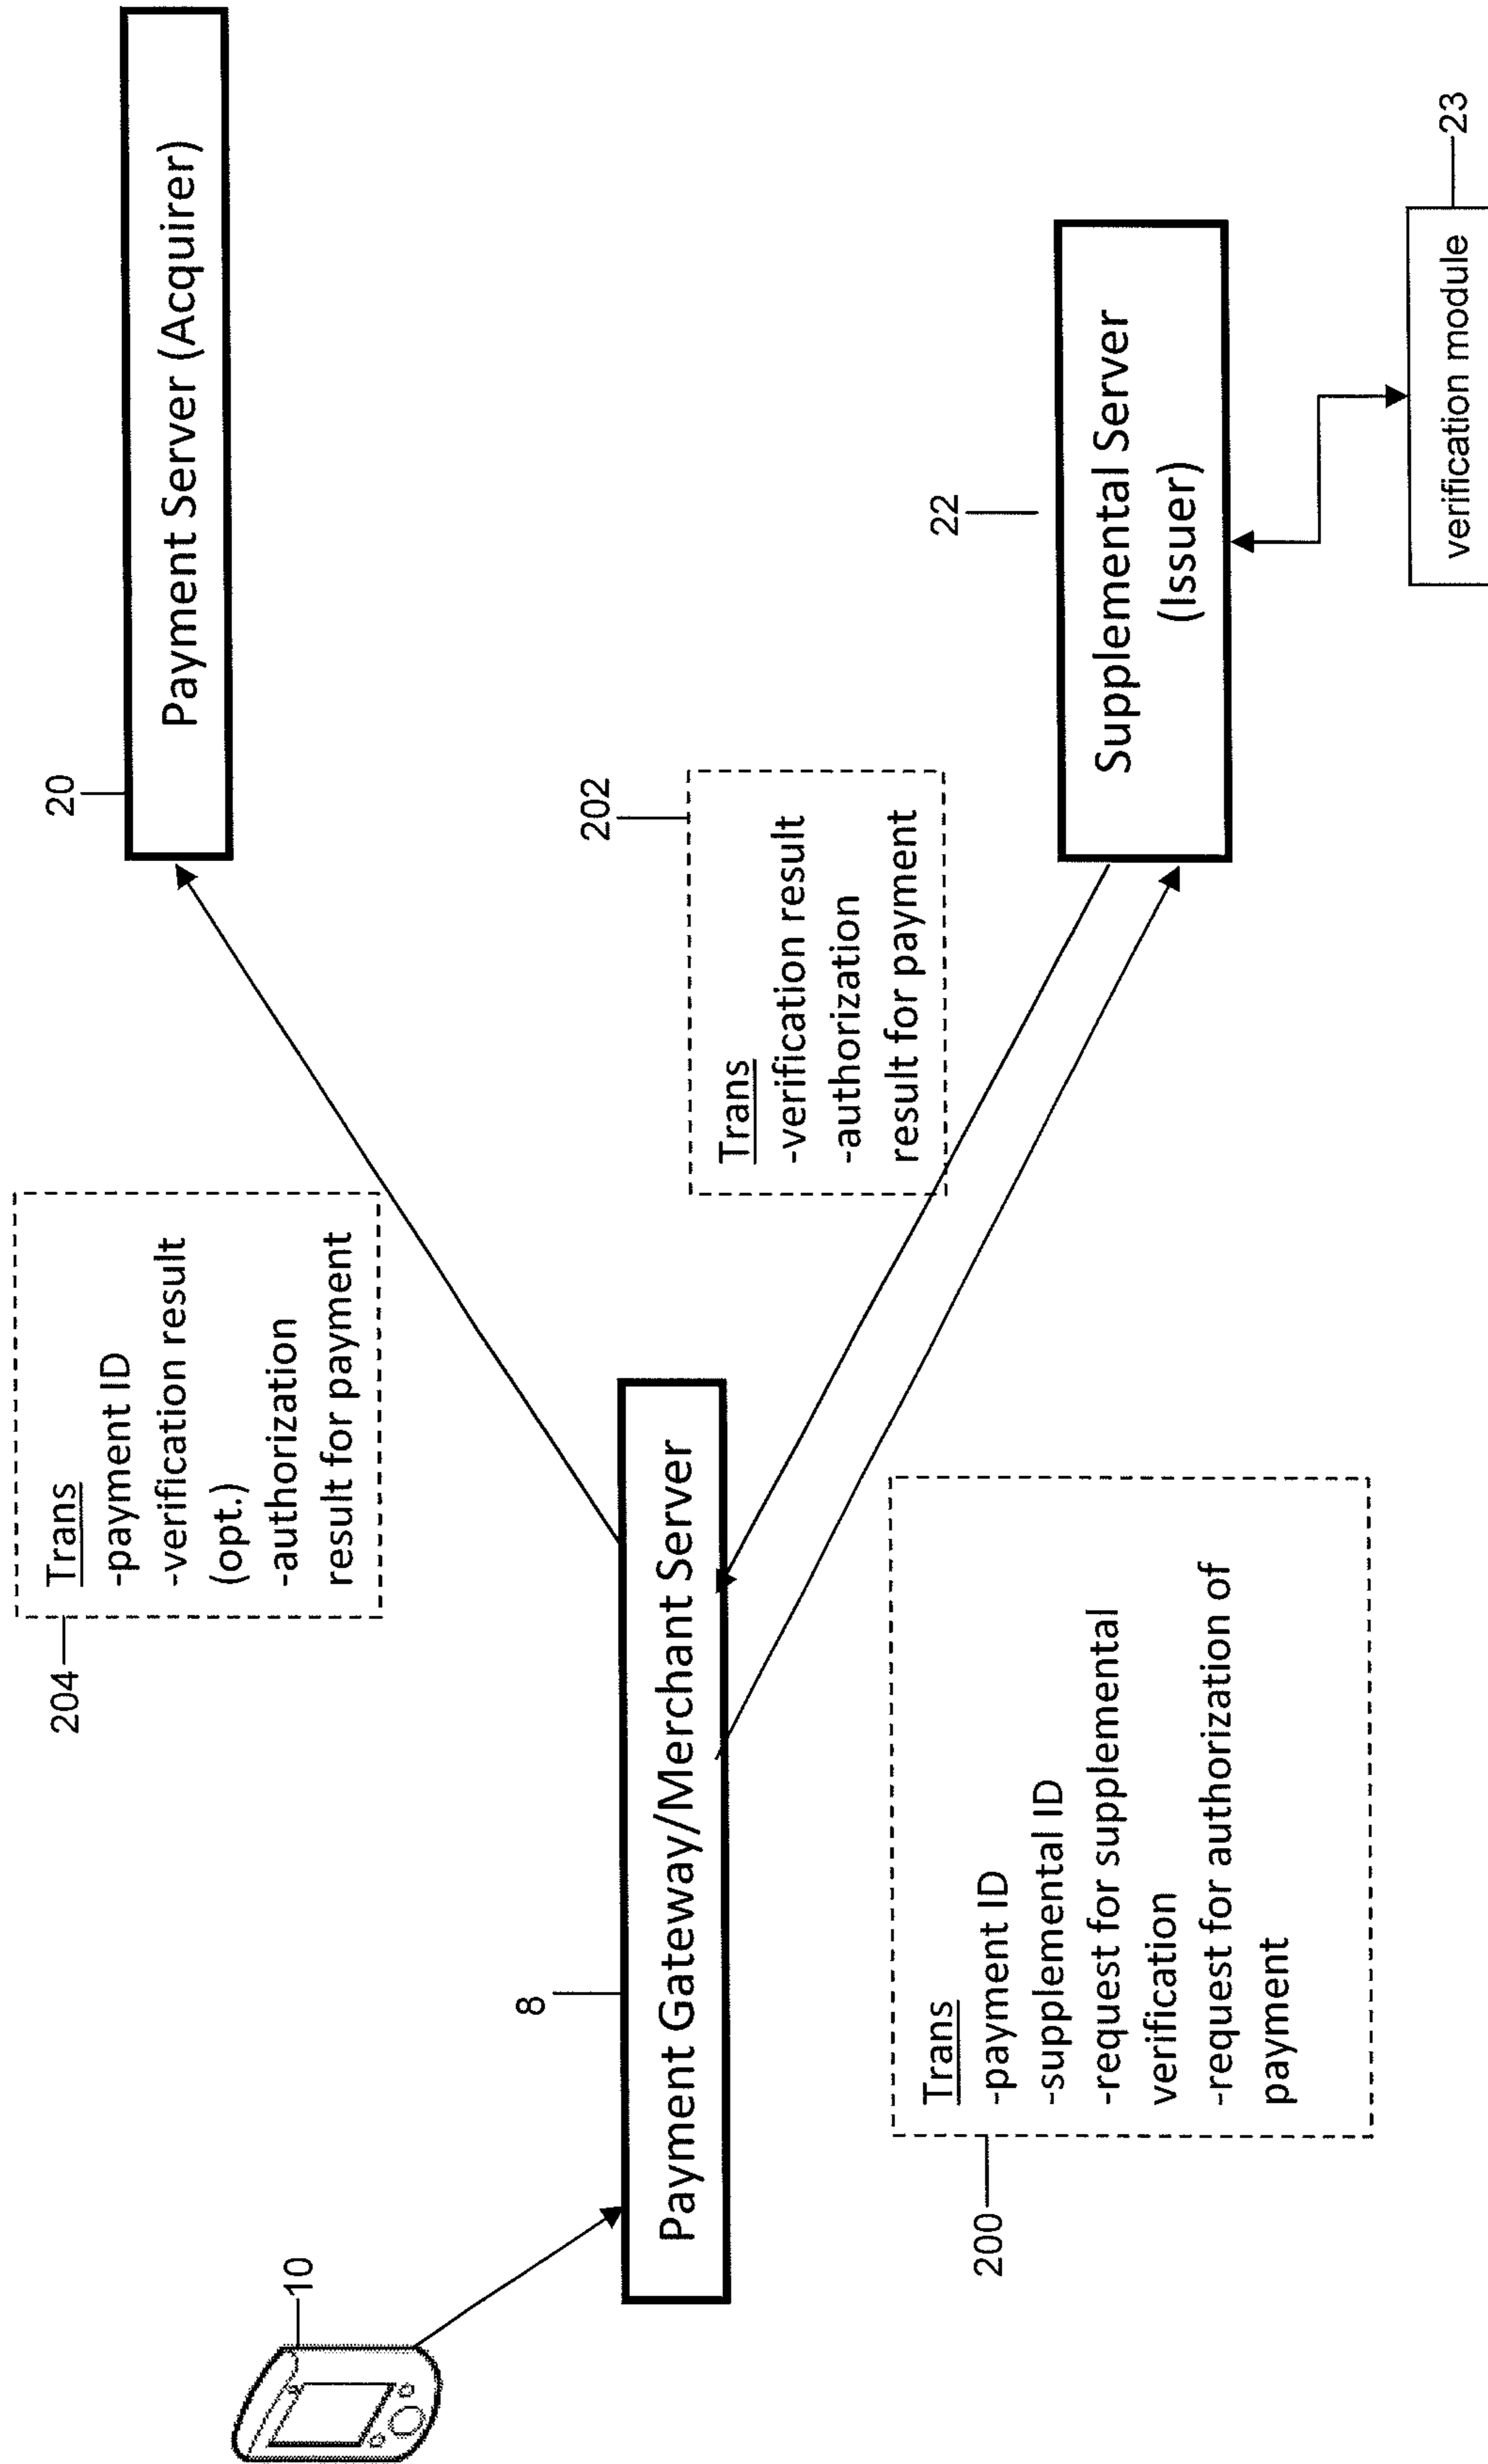 10
8
Payment Gateway/Merchant Server
204
Trans
-payment ID
-verification result
(opt.)
-authorization
result for payment
20
Payment Server (Acquirer)
200
Trans
-payment ID
-supplemental ID
-request for supplemental
verification
-request for authorization of
payment
202
Trans
-verification result
-authorization
result for payment
22
Supplemental Server
(Issuer)
23
verification module